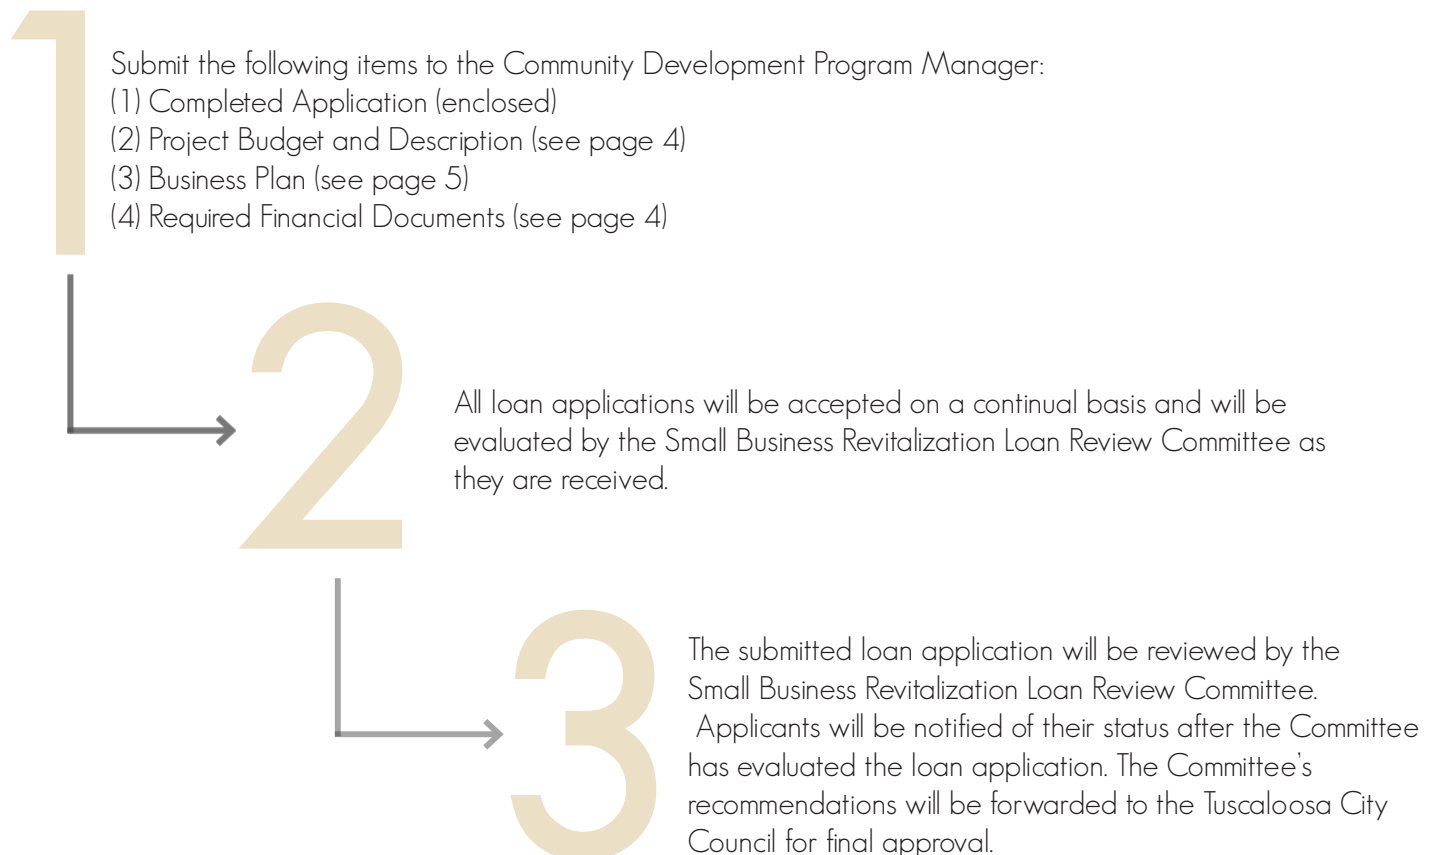 1
Submit the following items to the Community Development Program Manager:
(1) Completed Application (enclosed)
(2) Project Budget and Description (see page 4)
(3) Business Plan (see page 5)
(4) Required Financial Documents (see page 4)
2
All loan applications will be accepted on a continual basis and will be
evaluated by the Small Business Revitalization Loan Review Committee as
they are received.
3
The submitted loan application will be reviewed by the
Small Business Revitalization Loan Review Committee.
Applicants will be notified of their status after the Committee
has evaluated the loan application. The Committee's
recommendations will be forwarded to the Tuscaloosa City
Council for final approval.